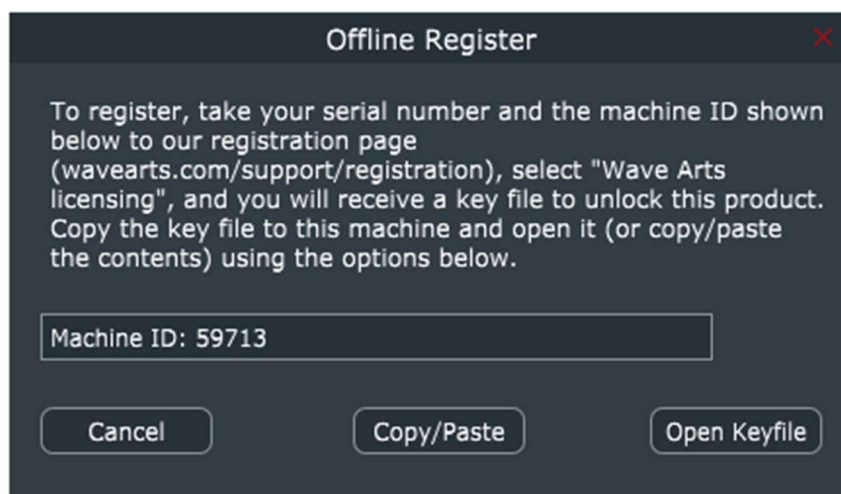 Offline Register
To register, take your serial number and the machine ID shown
below to our registration page
(wavearts.com/support/registration), select "Wave Arts
licensing", and you will receive a key file to unlock this product.
Copy the key file to this machine and open it (or copy/paste
the contents) using the options below.
Machine ID: 59713
Cancel
Copy/Paste
Open Keyfile